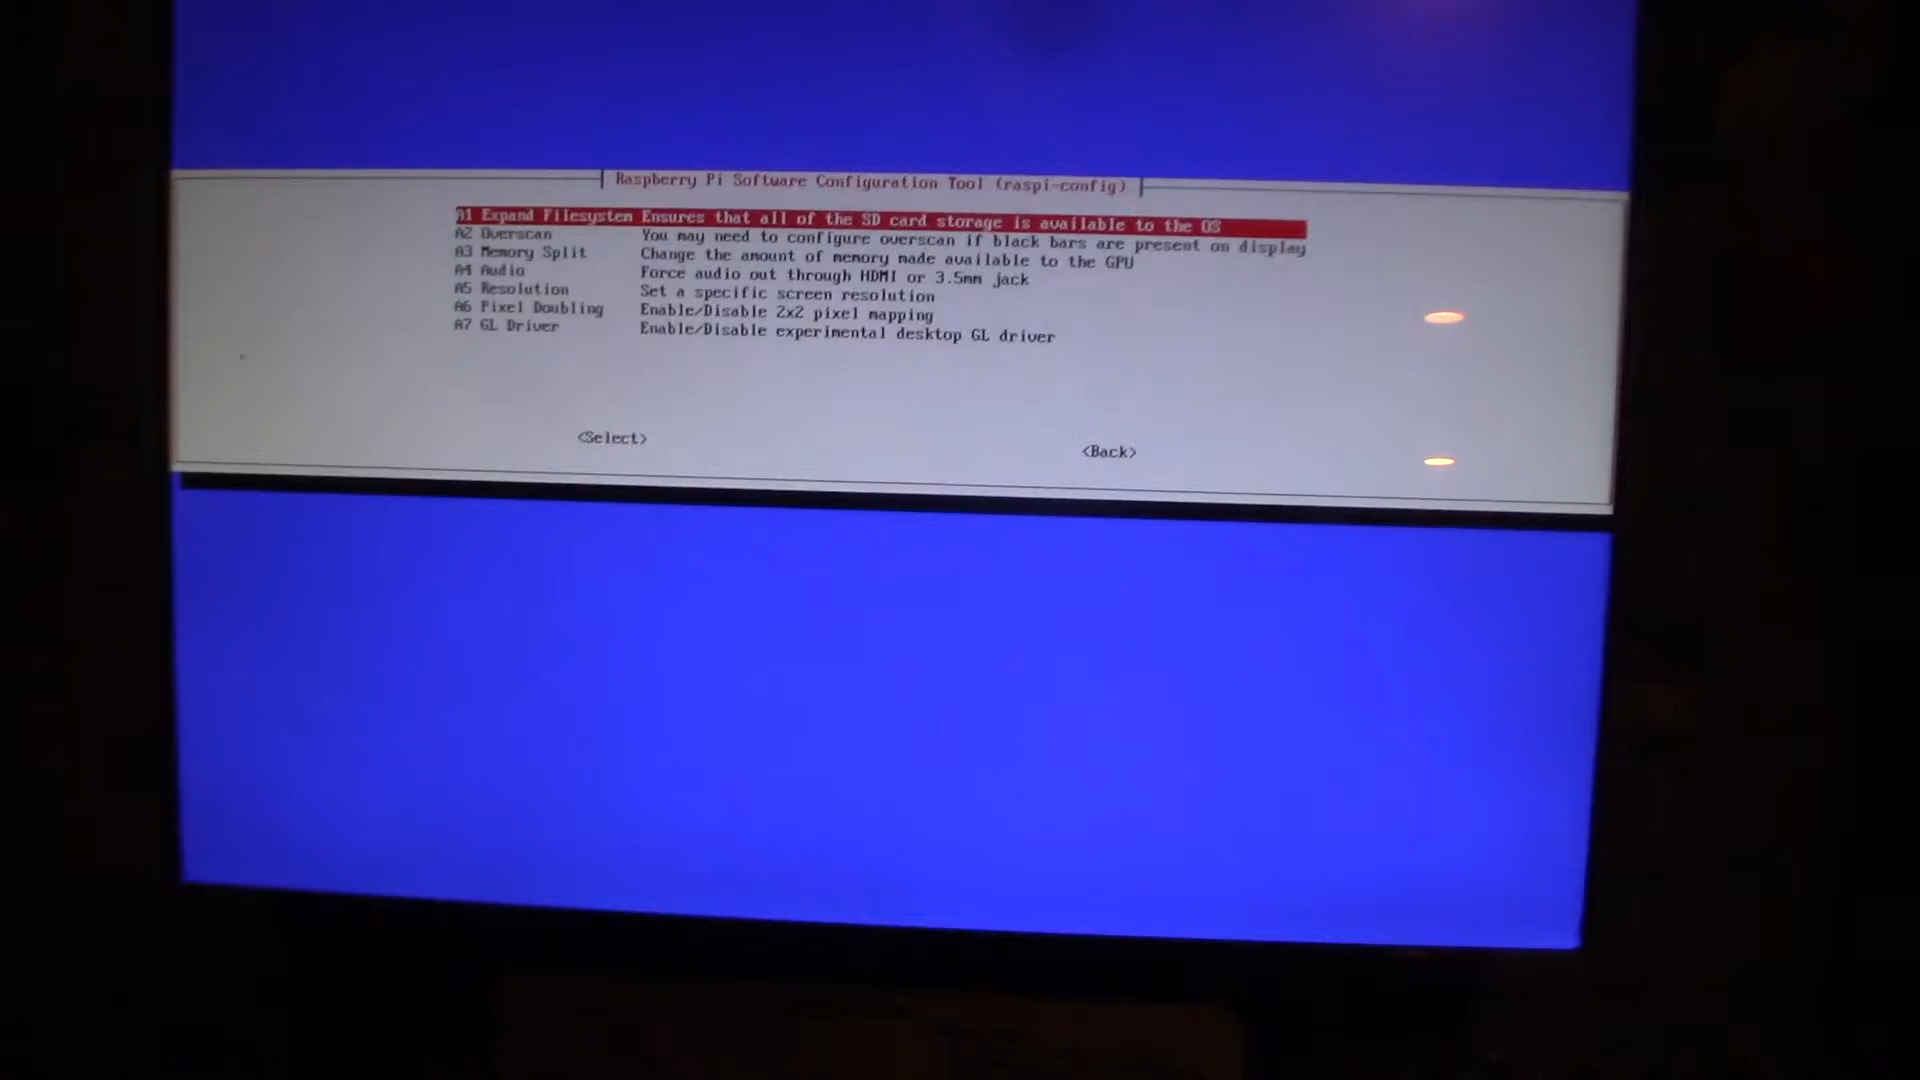 Raspberry Pi Software Configuration Tool (raspi-config)
A1 Expand Filesystem Ensures that all of the SD card storage is available to the OS
A2 Overscan You may need to configure overscan if black bars are present on display
A3 Memory Split Change the amount of memory made available to the GPU
A4 Audio Force audio out through HDMI or 3.5mm jack
A5 Resolution Set a specific screen resolution
A6 Pixel Doubling Enable/Disable 2x2 pixel mapping
A7 GL Driver Enable/Disable experimental desktop GL driver
<Select> <Back>